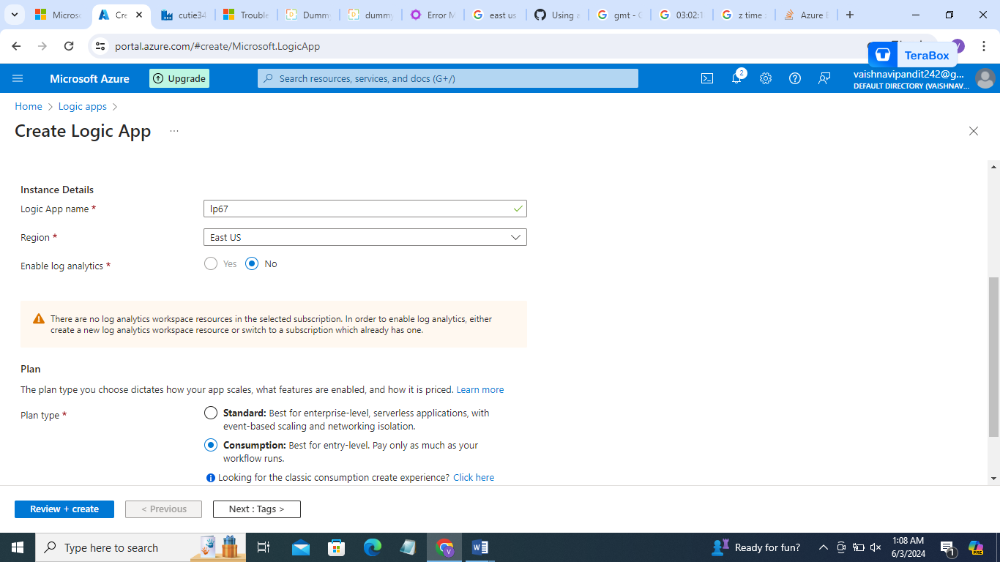 Microso
Cre
cutie34
Trouble
Dummy
dummy
Error M
east us
Using a
gmt - G
03:02:1
z time
Azure E
portal.azure.com/#create/Microsoft.LogicApp
TeraBox
Microsoft Azure
Upgrade
Search resources, services, and docs (G+/)
2
vaishnavipandit242@g...
DEFAULT DIRECTORY (VAISHNAV...
Home > Logic apps >
Create Logic App ...
Instance Details
Logic App name *
lp67
Region *
East US
Enable log analytics *
Yes No
There are no log analytics workspace resources in the selected subscription. In order to enable log analytics, either
create a new log analytics workspace resource or switch to a subscription which already has one.
Plan
The plan type you choose dictates how your app scales, what features are enabled, and how it is priced. Learn more
Plan type *
Standard: Best for enterprise-level, serverless applications, with
event-based scaling and networking isolation.
Consumption: Best for entry-level. Pay only as much as your
workflow runs.
Looking for the classic consumption create experience? Click here
Review + create
< Previous
Next : Tags >
Type here to search
Ready for fun?
1:08 AM
6/3/2024
1
PRE